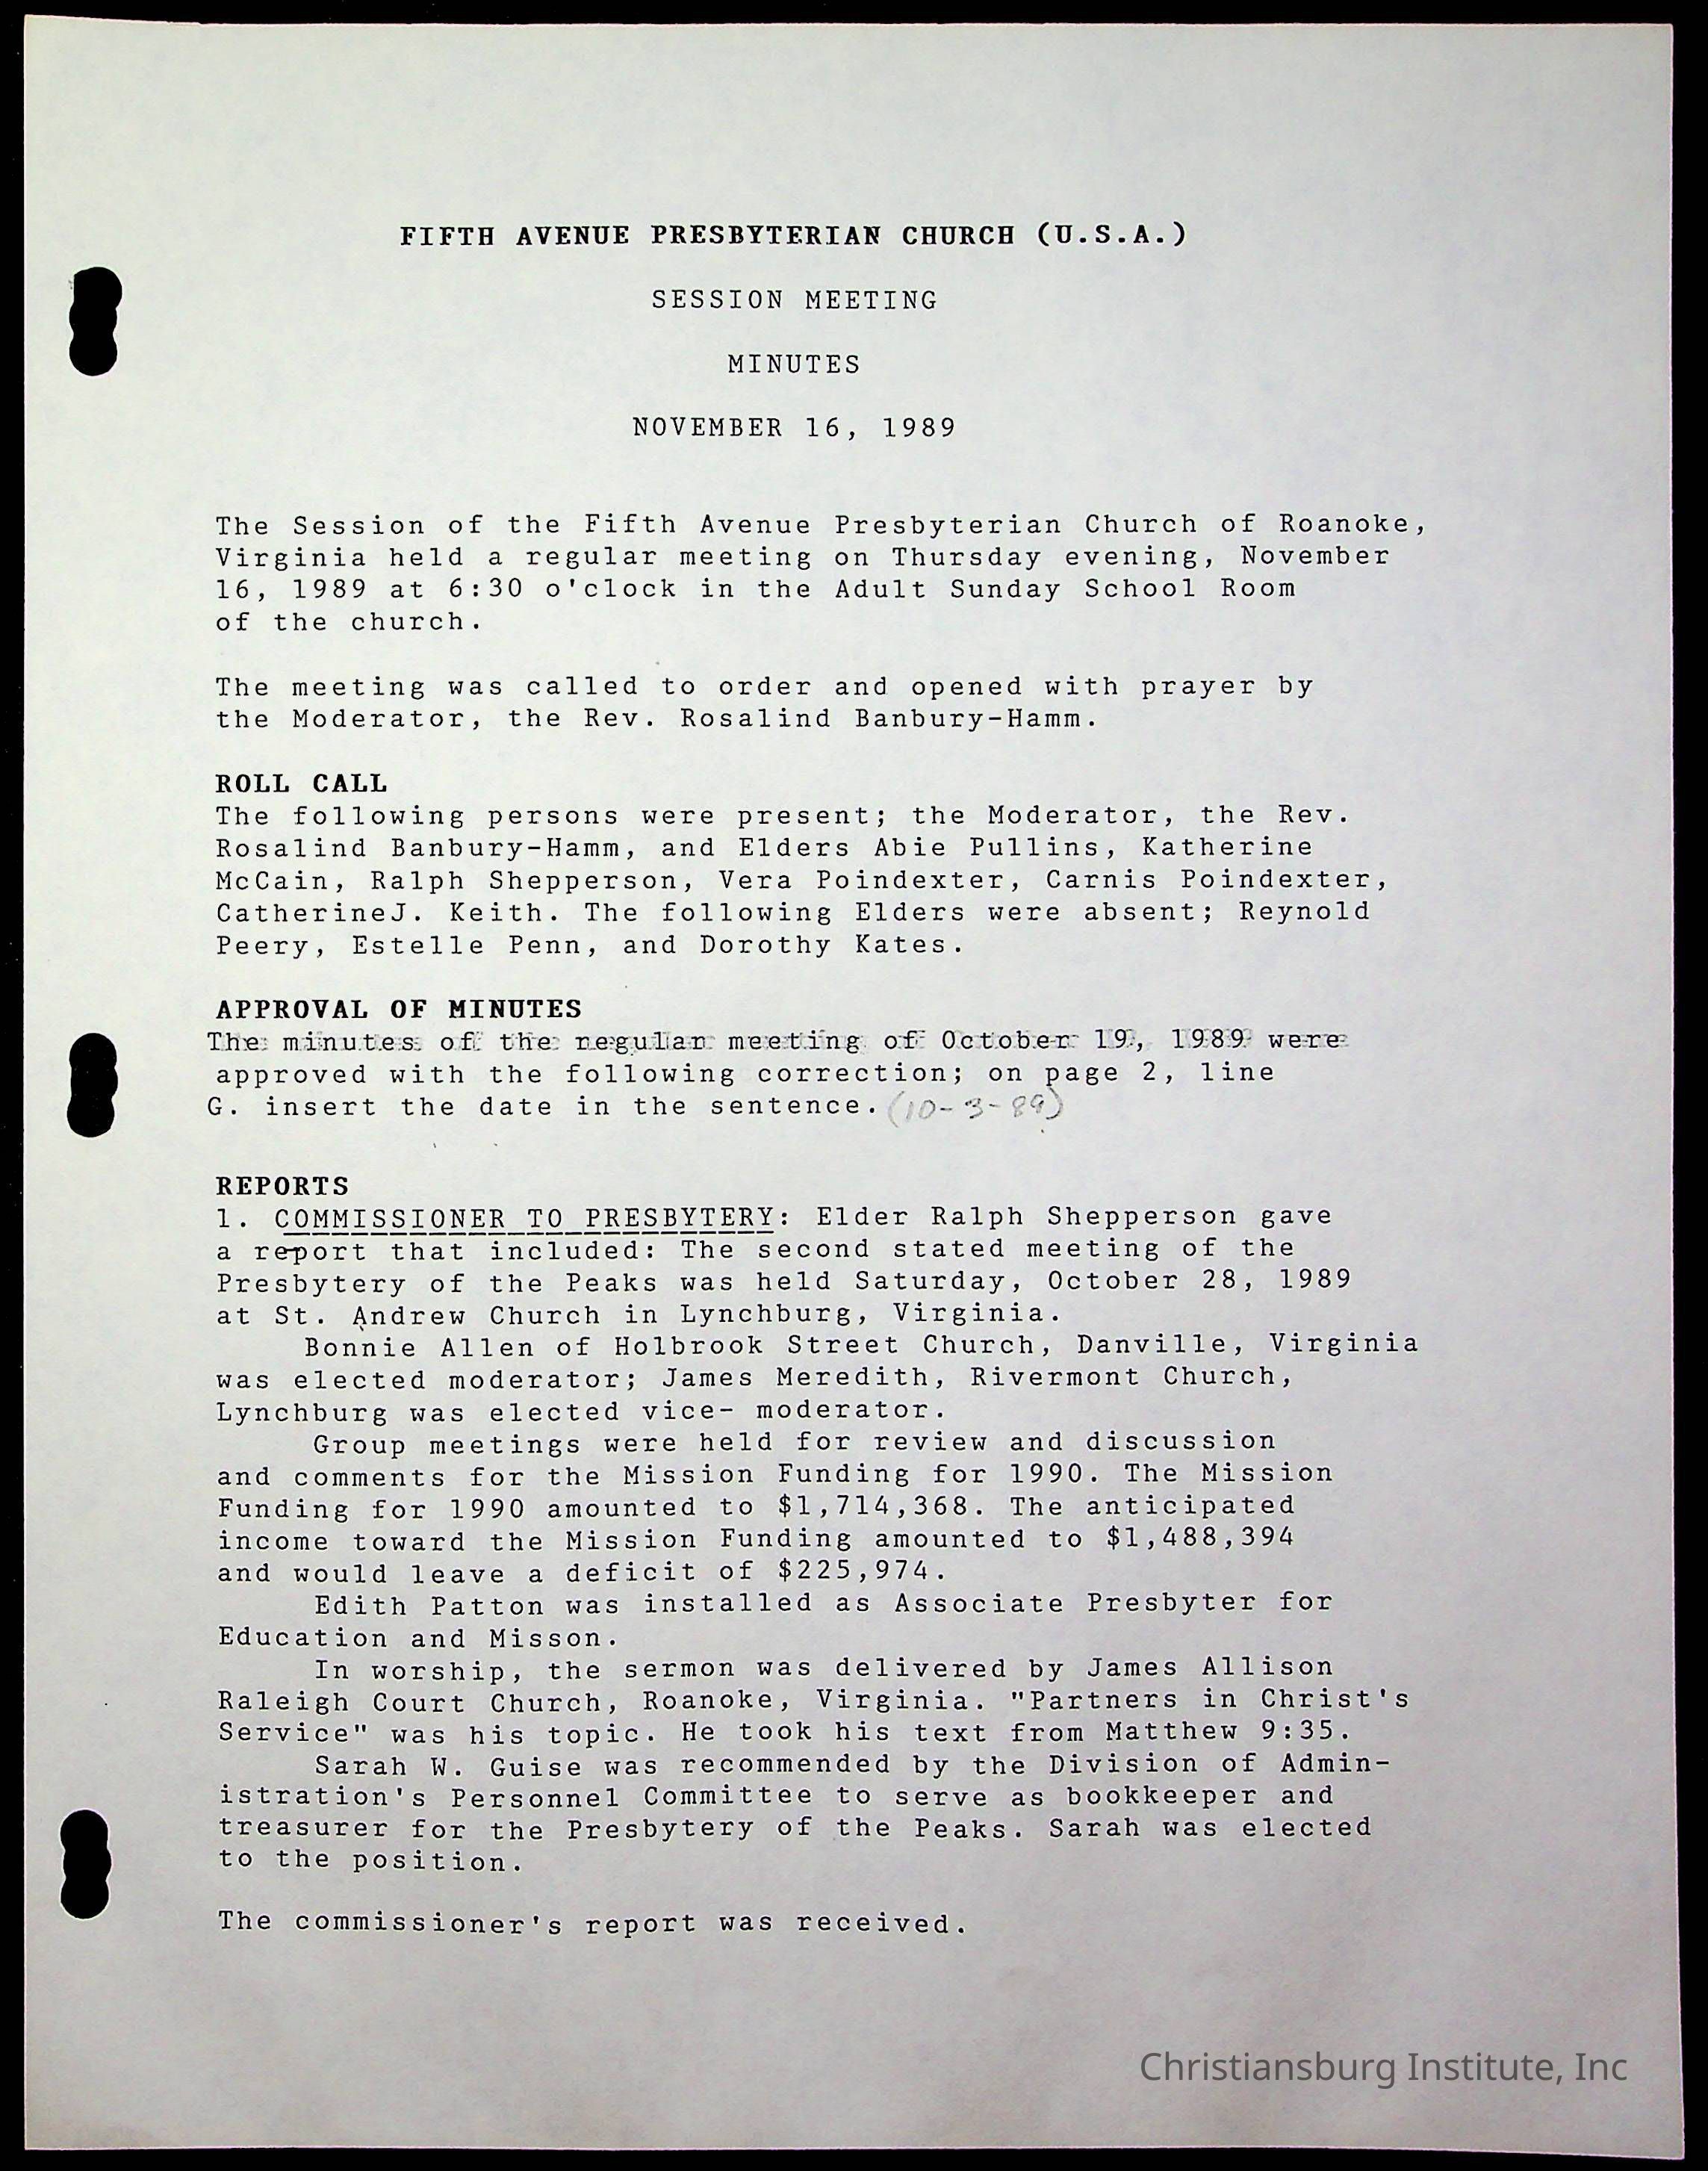 FIFTH AVENUE PRESBYTERIAN CHURCH (U.S.A.)
SESSION MEETING
MINUTES
NOVEMBER 16, 1989
The Session of the Fifth Avenue Presbyterian Church of Roanoke,
Virginia held a regular meeting on Thursday evening, November
16, 1989 at 6:30 o'clock in the Adult Sunday School Room
of the church.
The meeting was called to order and opened with prayer by
the Moderator, the Rev. Rosalind Banbury-Hamm.
ROLL CALL
The following persons were present; the Moderator, the Rev.
Rosalind Banbury-Hamm, and Elders Abie Pullins, Katherine
McCain, Ralph Shepperson, Vera Poindexter, Carnis Poindexter,
CatherineJ. Keith. The following Elders were absent; Reynold
Peery, Estelle Penn, and Dorothy Kates.
APPROVAL OF MINUTES
The minutes of the regular meeting of October 19, 1989 were
approved with the following correction; on page 2, line
G. insert the date in the sentence. (10-3-89)
REPORTS
1. COMMISSIONER TO PRESBYTERY: Elder Ralph Shepperson gave
a report that included: The second stated meeting of the
Presbytery of the Peaks was held Saturday, October 28, 1989
at St. Andrew Church in Lynchburg, Virginia.
Bonnie Allen of Holbrook Street Church, Danville, Virginia
was elected moderator; James Meredith, Rivermont Church,
Lynchburg was elected vice- moderator.
Group meetings were held for review and discussion
and comments for the Mission Funding for 1990. The Mission
Funding for 1990 amounted to $1,714,368. The anticipated
income toward the Mission Funding amounted to $1,488,394
and would leave a deficit of $225,974.
Edith Patton was installed as Associate Presbyter for
Education and Misson.
In worship, the sermon was delivered by James Allison
Raleigh Court Church, Roanoke, Virginia. "Partners in Christ's
Service" was his topic. He took his text from Matthew 9:35.
Sarah W. Guise was recommended by the Division of Admin-
istration's Personnel Committee to serve as bookkeeper and
treasurer for the Presbytery of the Peaks. Sarah was elected
to the position.
The commissioner's report was received.
Christiansburg Institute, Inc